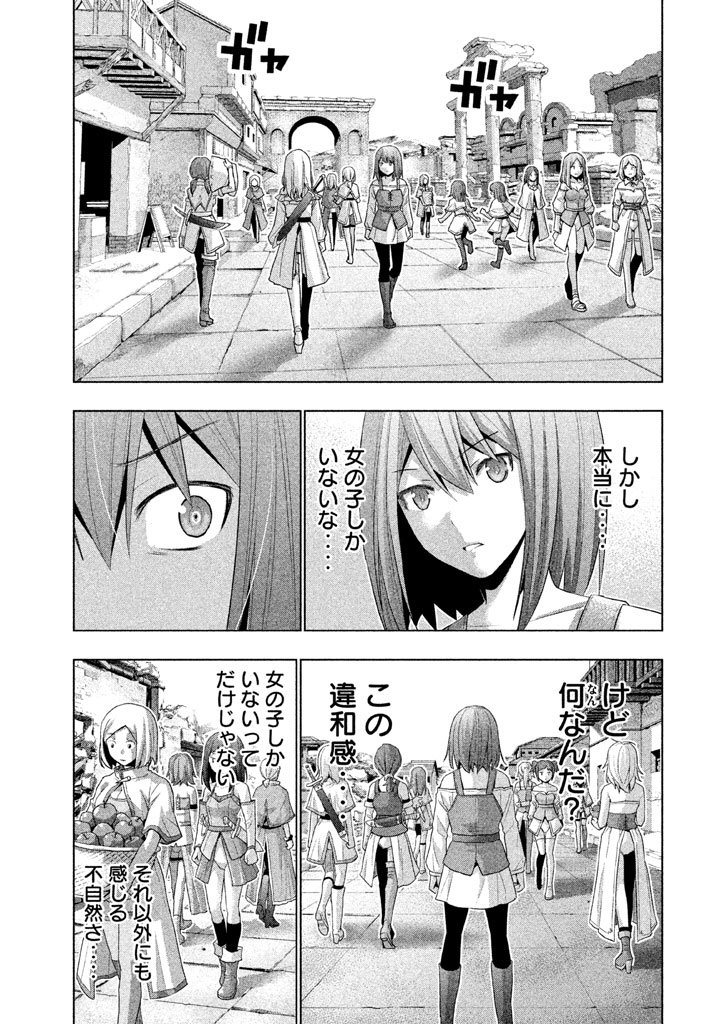 ガヤ
ガヤ
しかし
本当に‥‥
女の子しか
いないな‥‥
けど
何なんだ?
なん
この
違和感‥‥
女の子しか
いないって
だけじゃない
それ以外にも
感じる
不自然さ‥‥